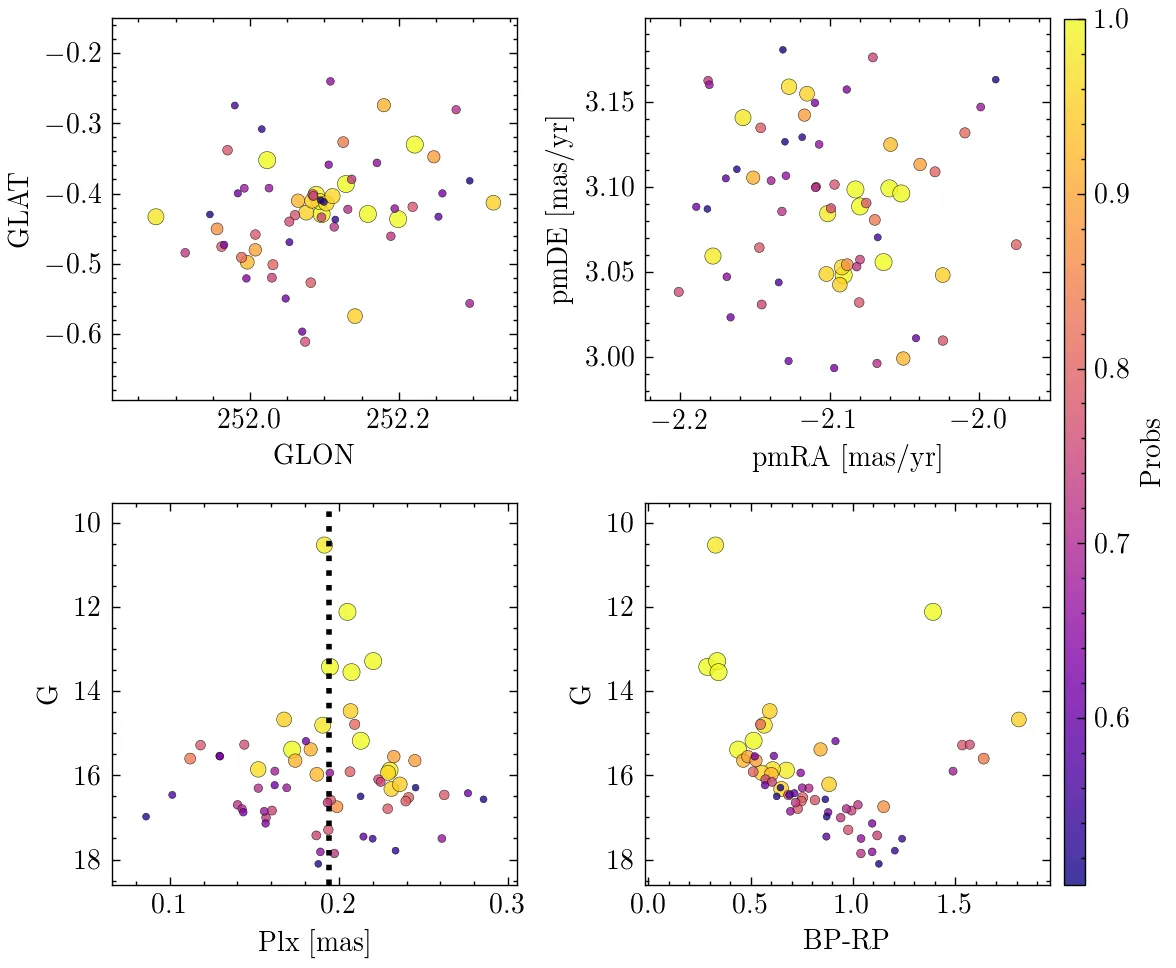 −0.2
−0.3
−0.4
−0.5
−0.6
GLAT
252.0 252.2
GLON
3.15
3.10
3.05
3.00
pmDE [mas/yr]
−2.2 −2.1 −2.0
pmRA [mas/yr]
10
12
14
16
18
G
0.1 0.2 0.3
Plx [mas]
10
12
14
16
18
G
0.0 0.5 1.0 1.5
BP-RP
1.0
0.9
0.8
0.7
0.6
Probs